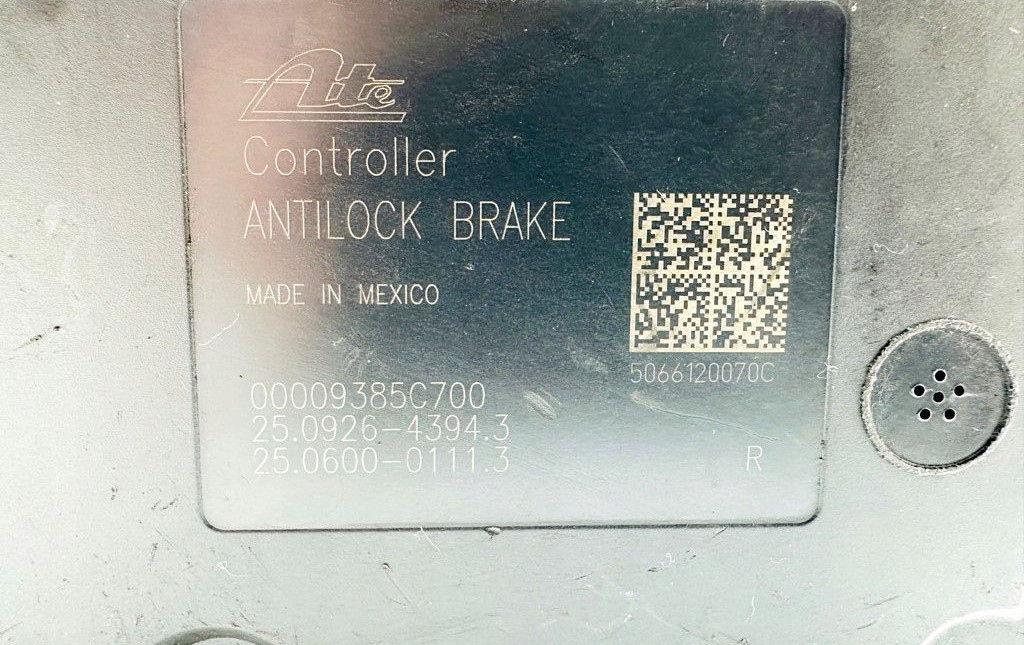 Ate
Controller
ANTILOCK BRAKE
MADE IN MEXICO
5066120070C
00009385C700
25.0926-4394.3
25.0600-0111.3
R